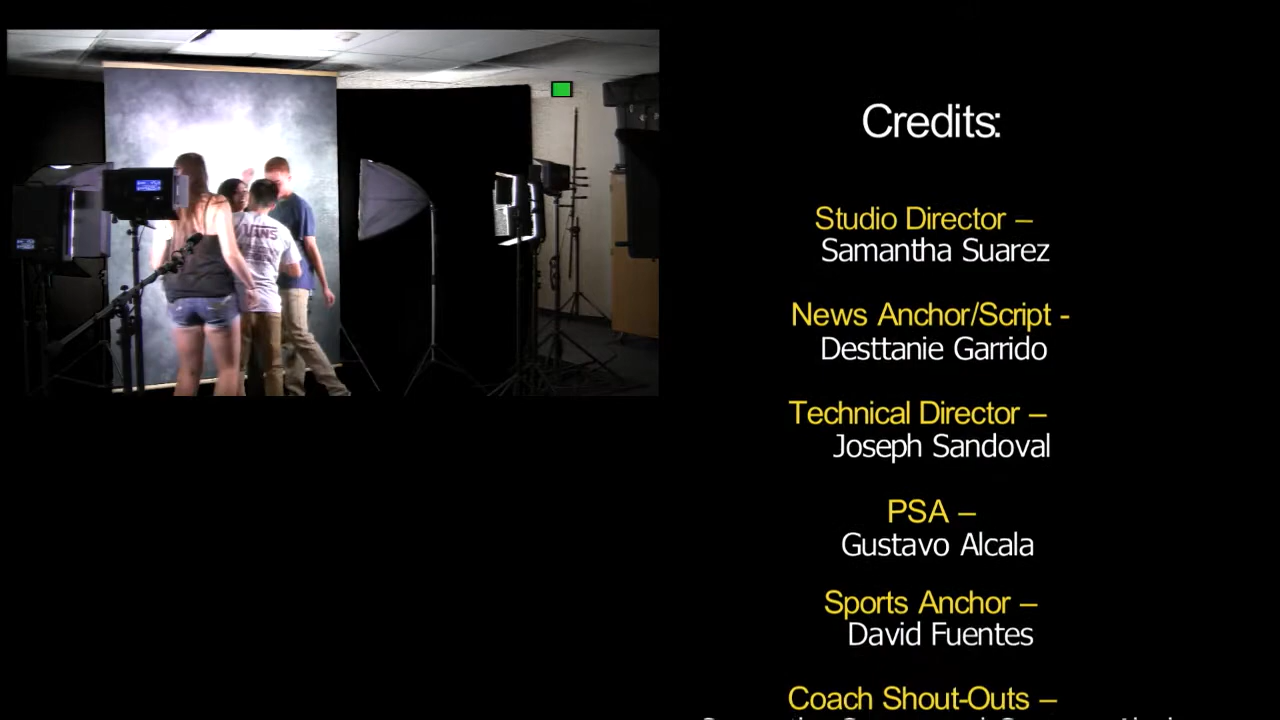 VANS
Credits:
Studio Director –
Samantha Suarez
News Anchor/Script -
Desttanie Garrido
Technical Director –
Joseph Sandoval
PSA –
Gustavo Alcala
Sports Anchor –
David Fuentes
Coach Shout-Outs –